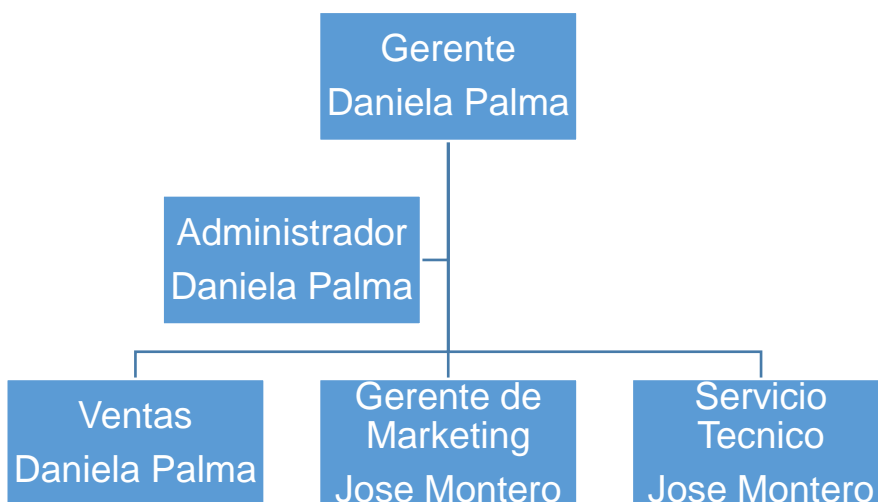 Gerente
Daniela Palma
Administrador
Daniela Palma
Ventas
Daniela Palma
Gerente de
Marketing
Jose Montero
Servicio
Tecnico
Jose Montero